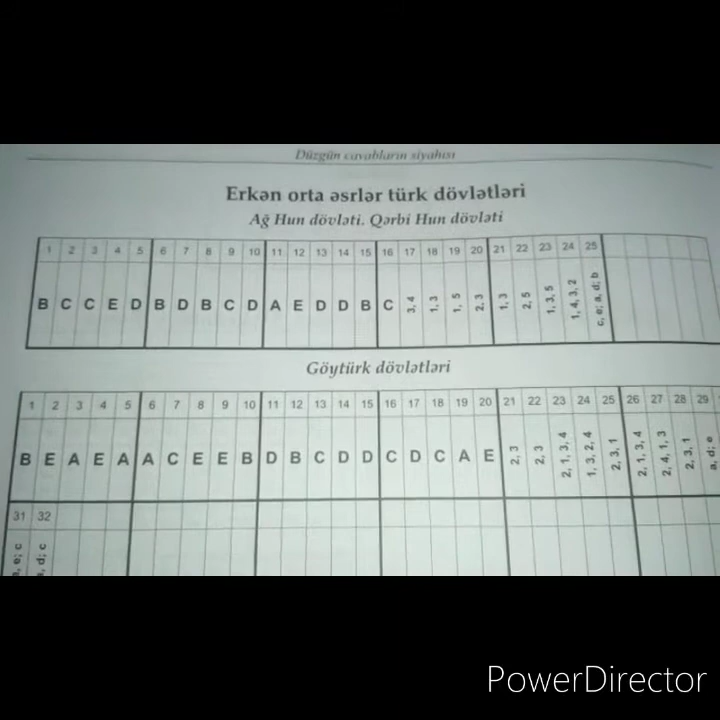 Düzgün cavabların siyahısı
Erkən orta əsrlər türk dövlətləri
Ağ Hun dövləti. Qərbi Hun dövləti
1 2 3 4 5 6 7 8 9 10 11 12 13 14 15 16 17 18 19 20 21 22 23 24 25
B C C E D B D B C D A E D D B C 3, 4 1, 3 1, 5 2, 3 1, 3 2, 5 1, 3, 5 1, 4, 3, 2 c, e; a, d; b
Göytürk dövlətləri
1 2 3 4 5 6 7 8 9 10 11 12 13 14 15 16 17 18 19 20 21 22 23 24 25 26 27 28 29
B E A E A A C E E B D B C D D C D C A E 2, 3 2, 3 2, 1, 3, 4 1, 3, 2, 4 2, 3, 1 2, 1, 3, 4 2, 4, 1, 3 2, 3, 1 a, d; e
31 32
e; c d; c
PowerDirector